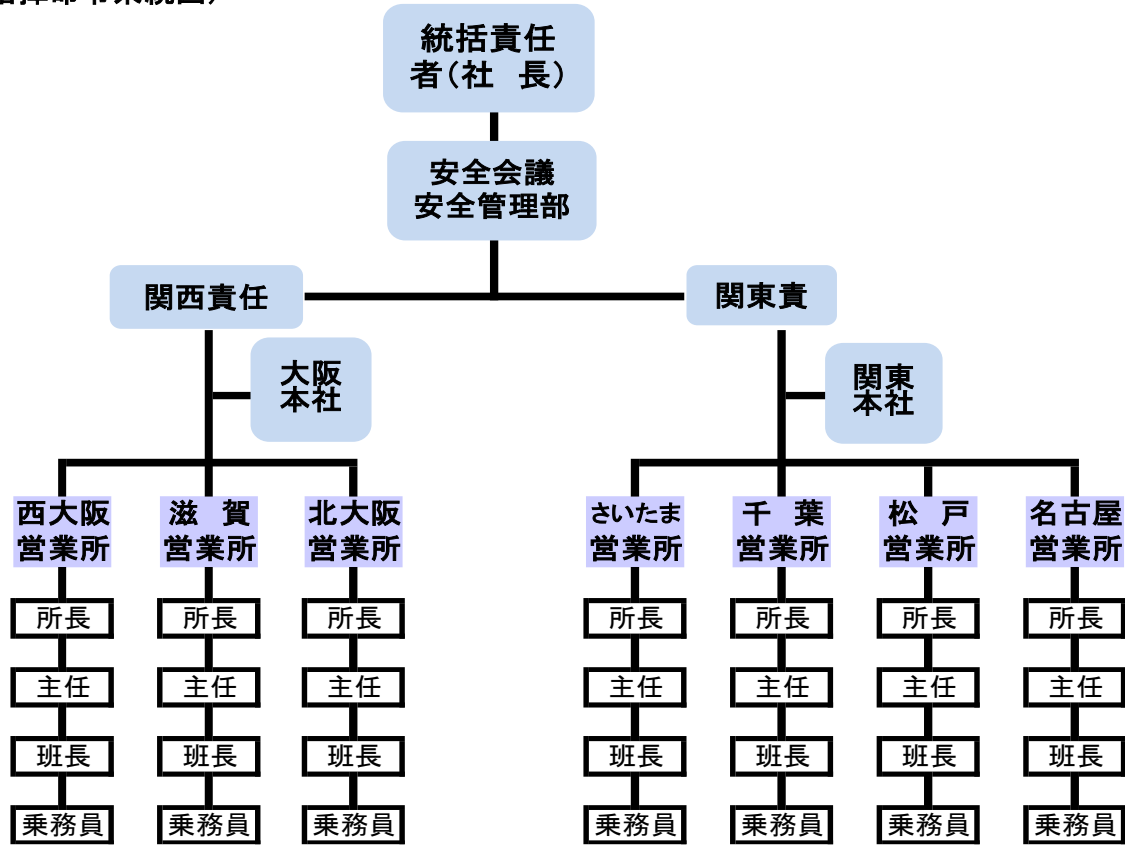 統括責任
者（社　長）
安全会議
安全管理部
関西責任
関東責
大阪
本社
関東
本社
西大阪
営業所
滋　賀
営業所
北大阪
営業所
さいたま
営業所
千　葉
営業所
松　戸
営業所
名古屋
営業所
所長
所長
所長
所長
所長
所長
所長
主任
主任
主任
主任
主任
主任
主任
班長
班長
班長
班長
班長
班長
班長
乗務員
乗務員
乗務員
乗務員
乗務員
乗務員
乗務員